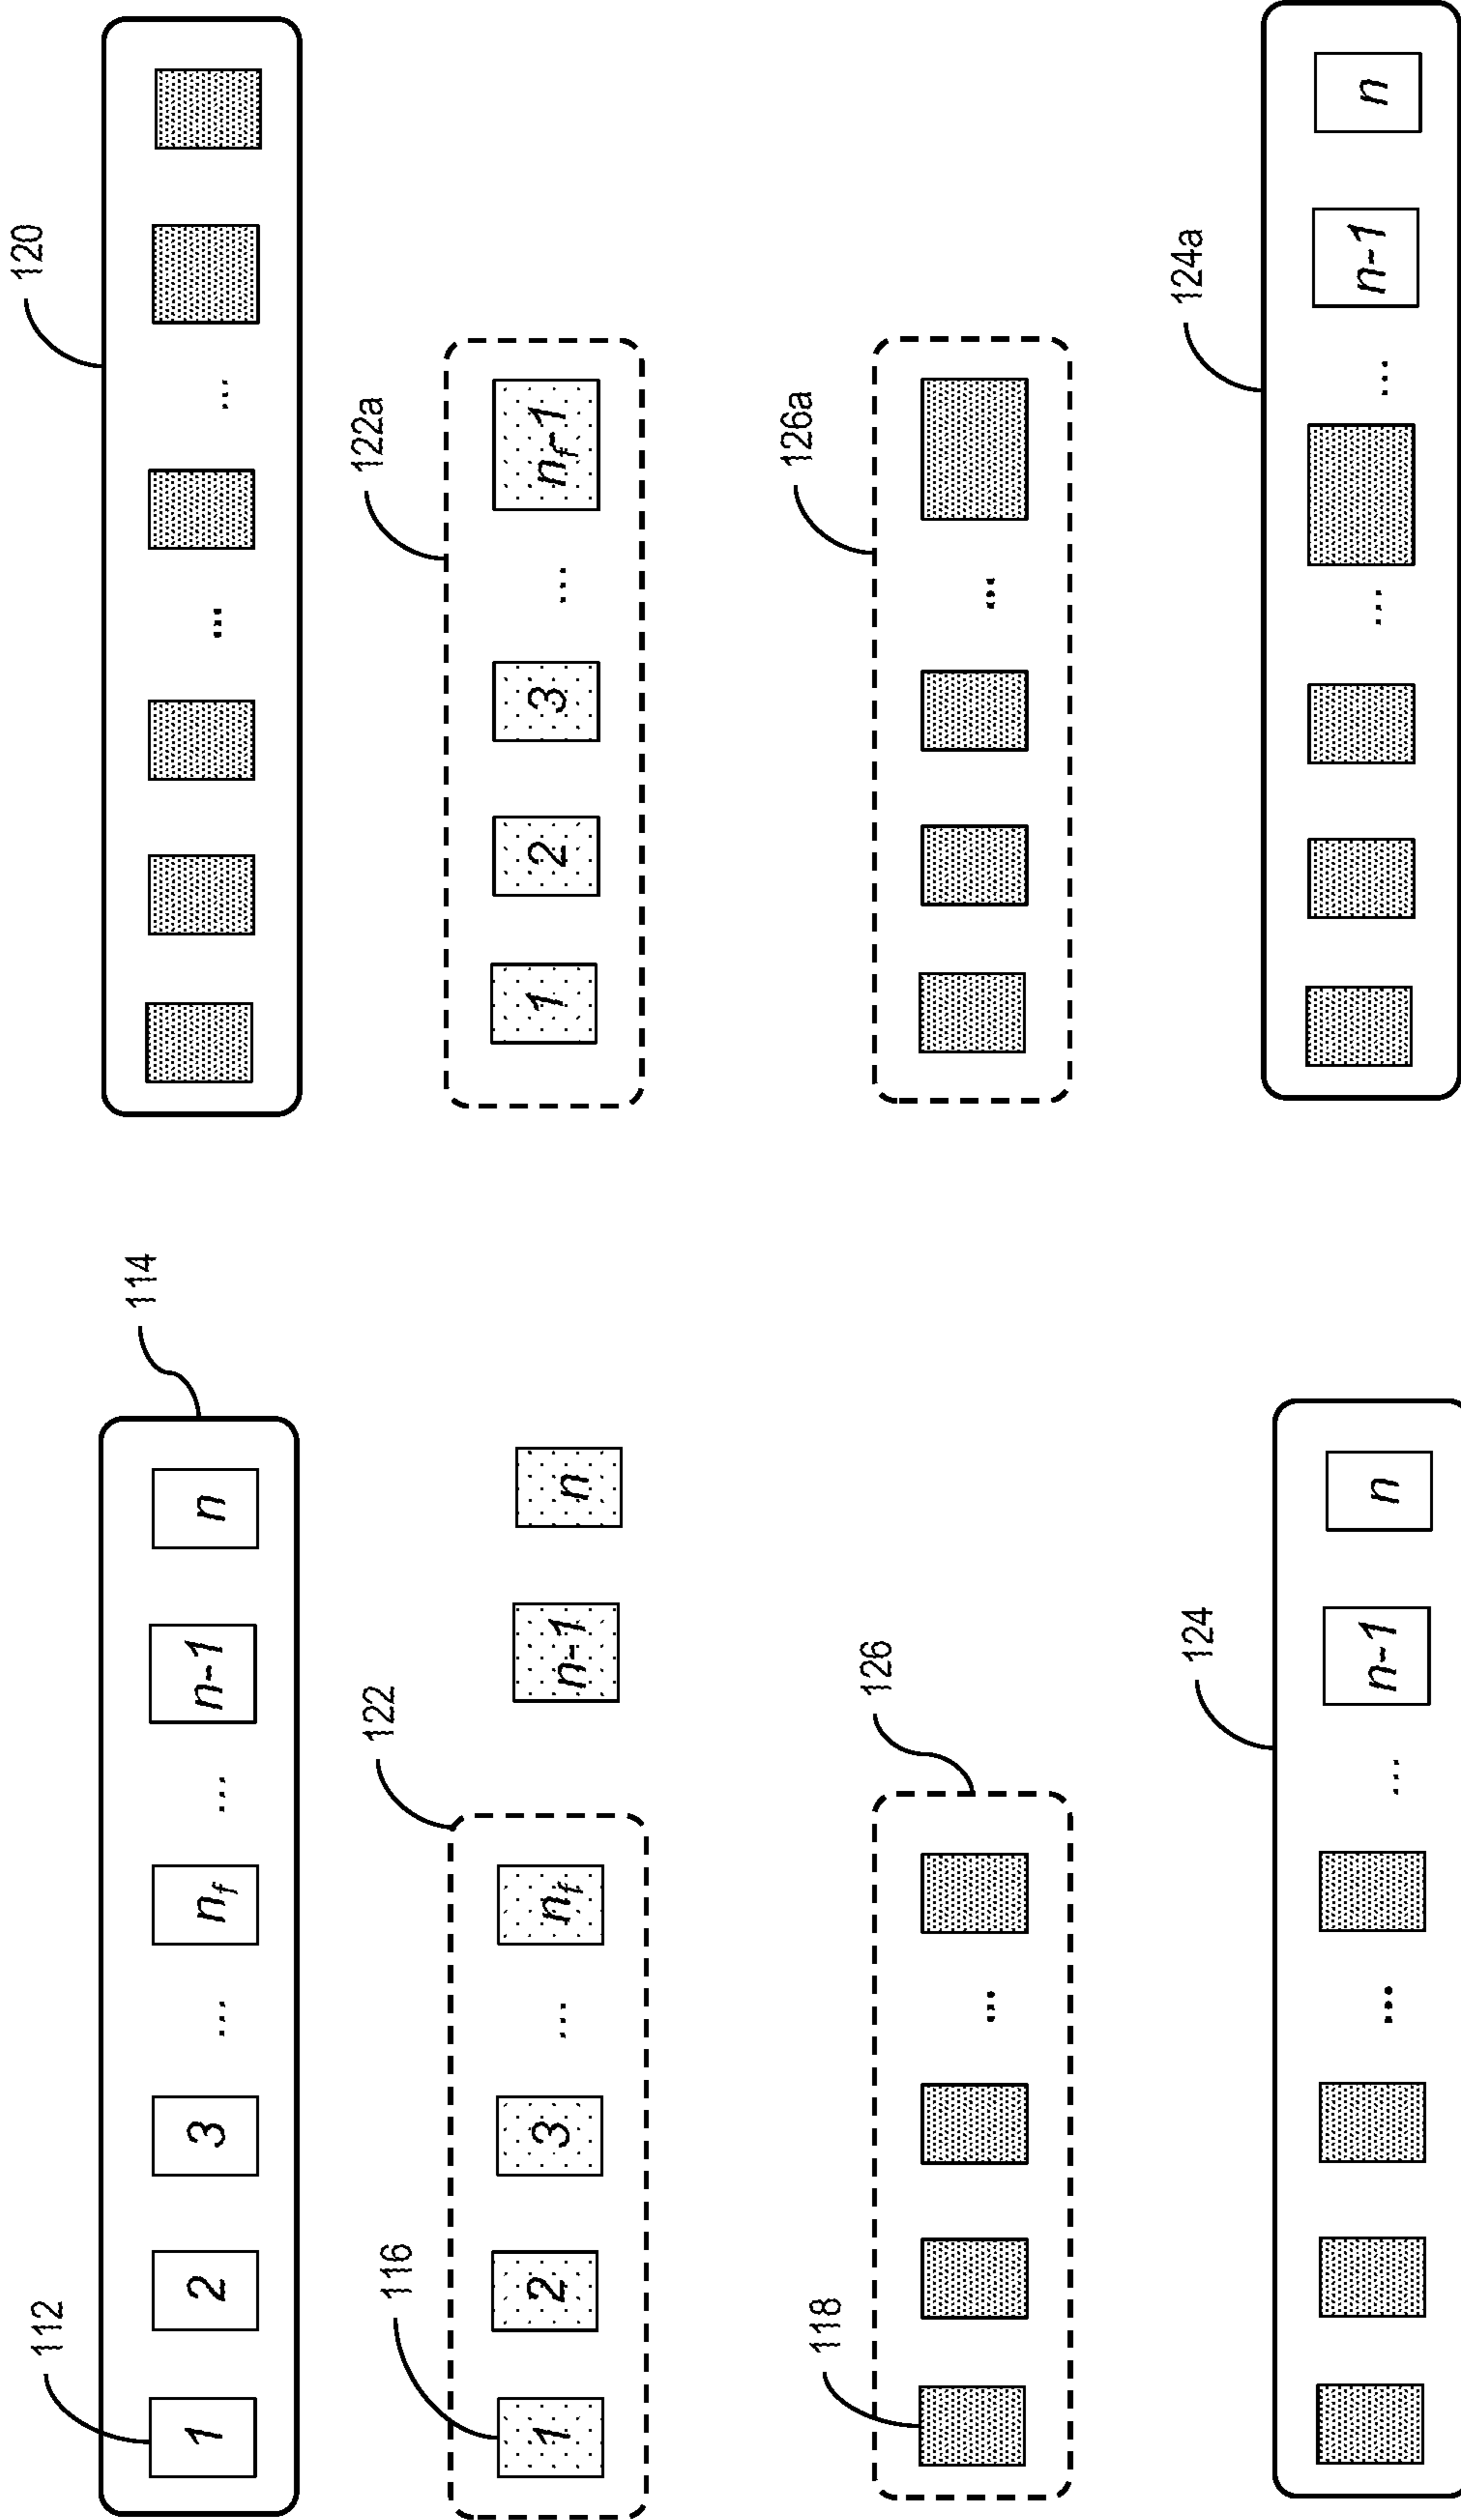 112
114
1 2 3 ... nf ... n-1 n
116
122
1 2 3 ... nf n-1 n
118
126
...
124
... ... n-1 n
120
... ...
122a
1 2 3 ... nf-1
126a
...
124a
... ... n-1 n